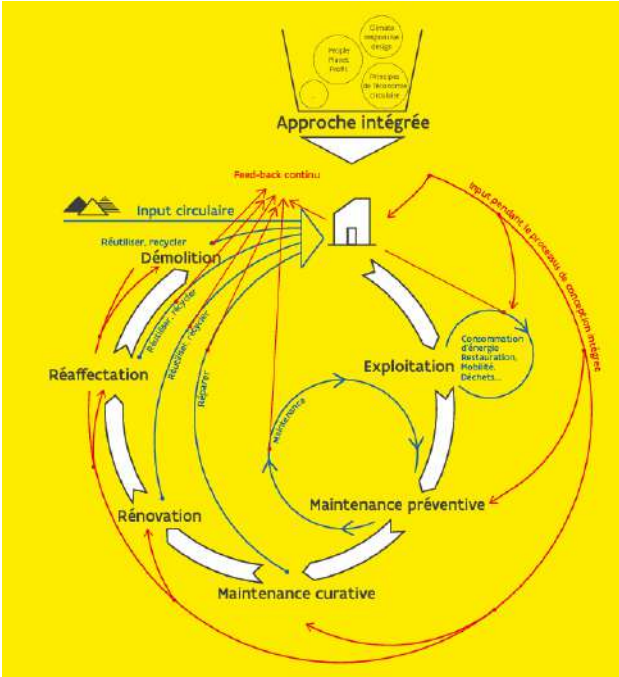 Climate
responsive
design
People
Planet
Profit
Principes
de l'économie
circulaire
Approche intégrée
Feed-back continu
Input circulaire
Réutiliser, recycler
Démolition
Input pendant le processus de conception intégrée
Réutiliser, recycler
Réutiliser, recycler
Réparer
Consommation
d'énergie
Restauration,
Mobilité,
Déchets...
Exploitation
Réaffectation
Maintenance
Maintenance préventive
Rénovation
Maintenance curative